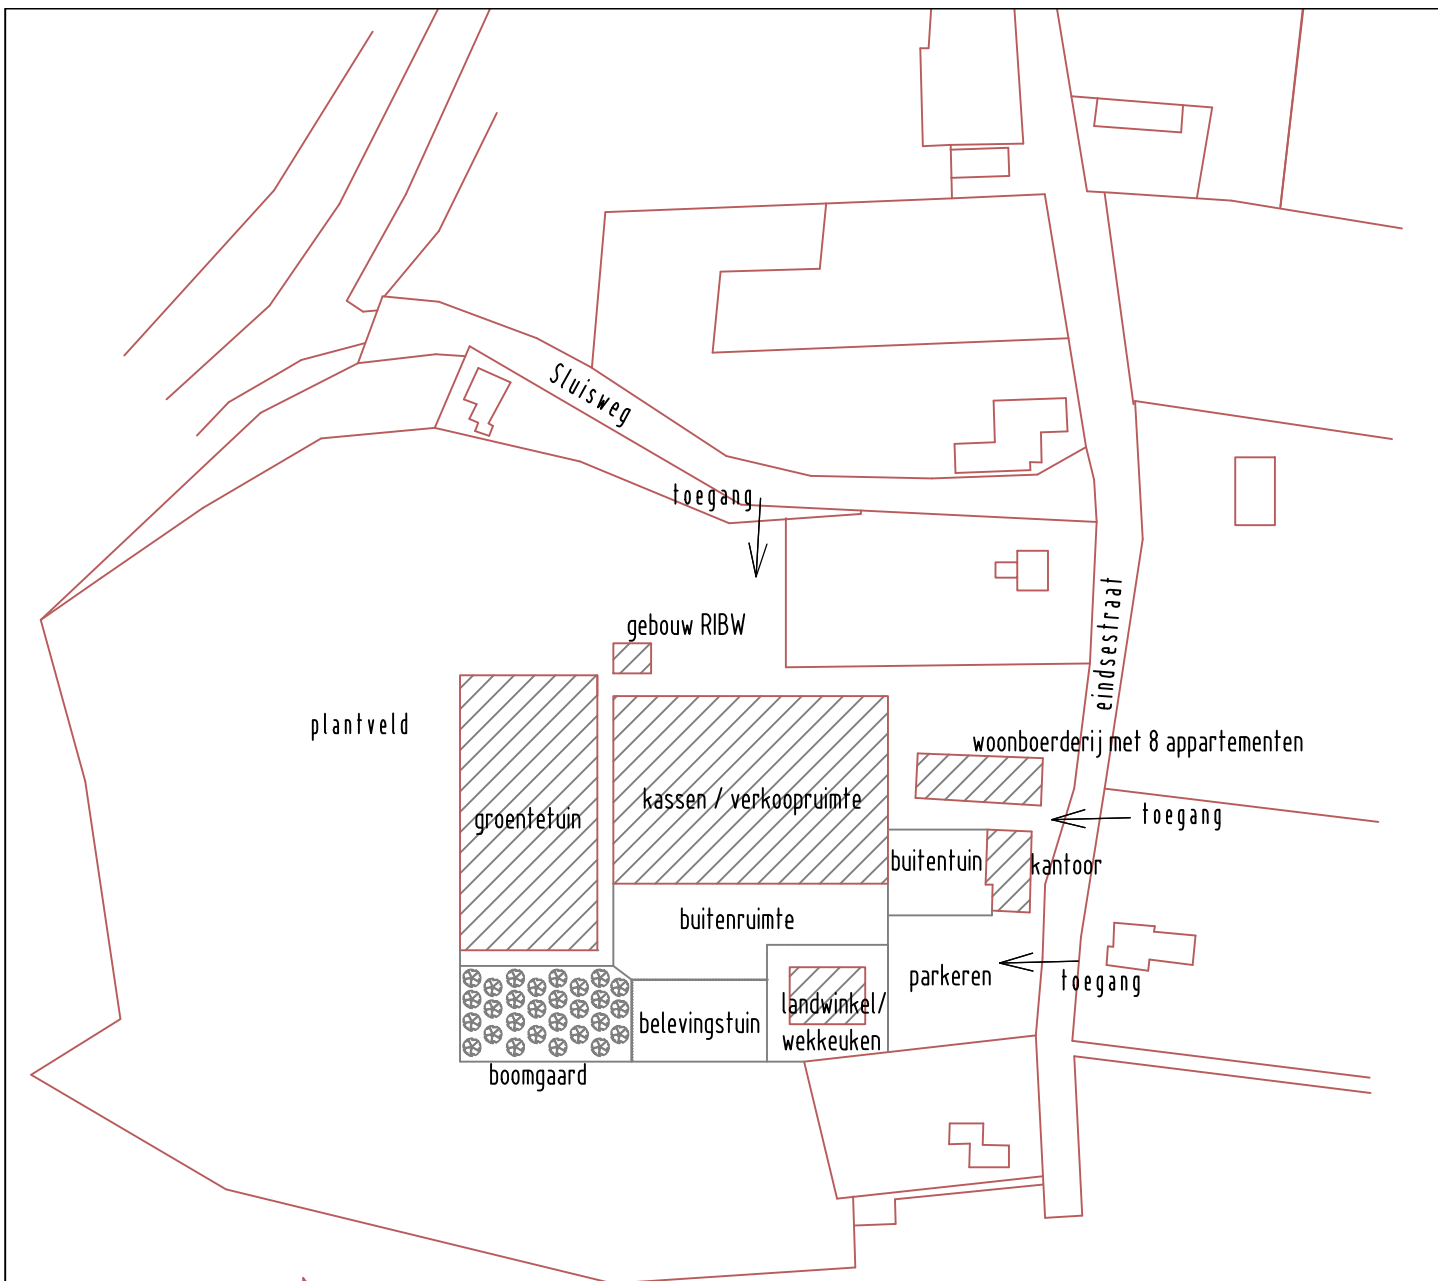 Sluisweg
toegang
eindsestraat
gebouw RIBW
plantveld
woonboerderij met 8 appartementen
kassen / verkoopruimte
groentetuin
toegang
buitentuin
kantoor
buitenruimte
parkeren
toegang
landwinkel/
wekkeuken
belevingstuin
boomgaard